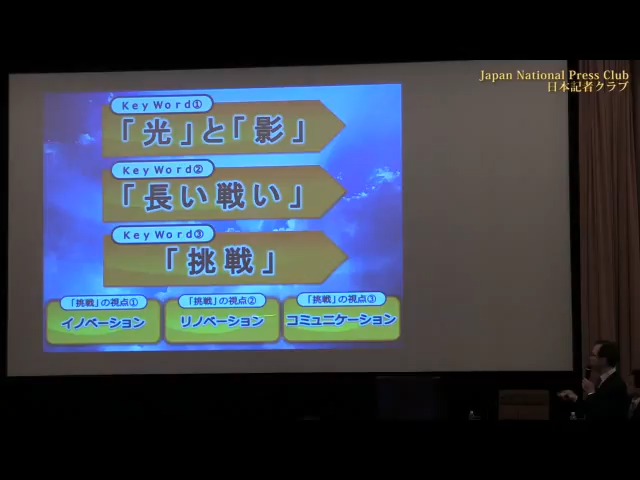 Japan National Press Club
日本記者クラブ
KeyWord①
「光」と「影」
KeyWord②
「長い戦い」
KeyWord③
「挑戦」
「挑戦」の視点①
イノベーション
「挑戦」の視点②
リノベーション
「挑戦」の視点③
コミュニケーション